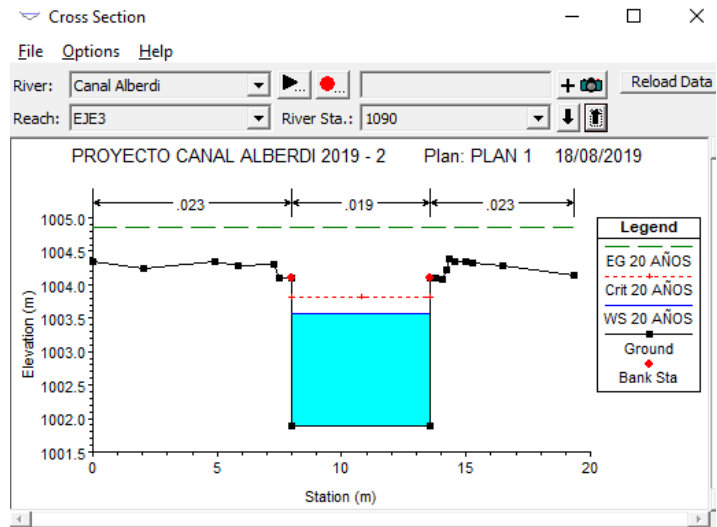 Cross Section
File Options Help
River: Canal Alberdi Reload Data
Reach: EJE3 River Sta.: 1090
PROYECTO CANAL ALBERDI 2019 - 2 Plan: PLAN 1 18/08/2019
.023 .019 .023
Legend
EG 20 AÑOS
Crit 20 AÑOS
WS 20 AÑOS
Ground
Bank Sta
Elevation (m)
1005.0
1004.5
1004.0
1003.5
1003.0
1002.5
1002.0
1001.5
0 5 10 15 20
Station (m)